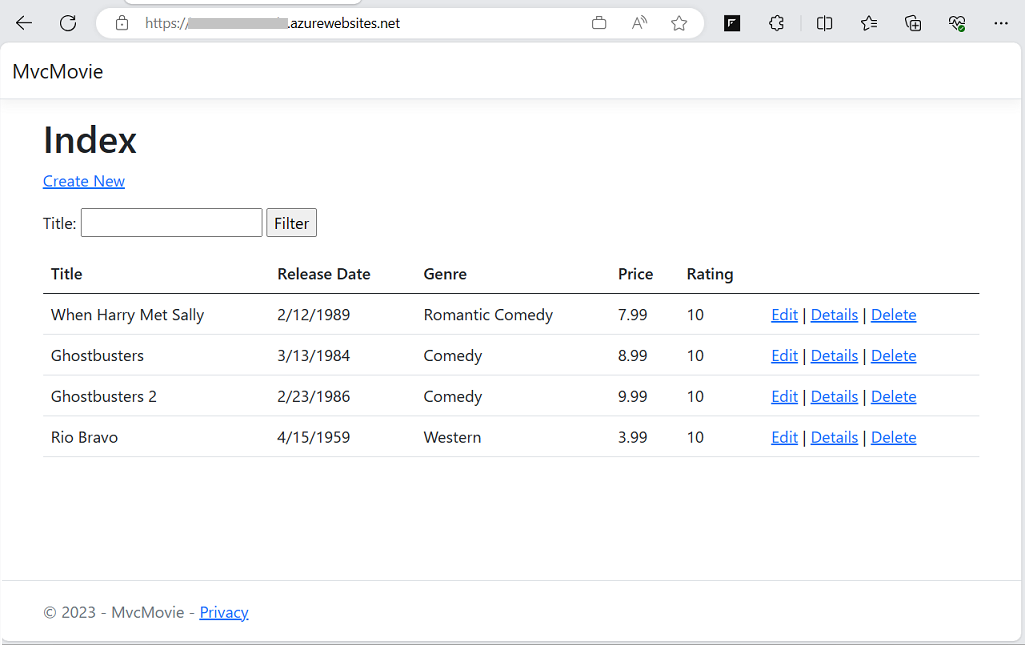 https:// .azurewebsites.net
MvcMovie
Index
Create New
Title: Filter
Title Release Date Genre Price Rating
When Harry Met Sally 2/12/1989 Romantic Comedy 7.99 10 Edit | Details | Delete
Ghostbusters 3/13/1984 Comedy 8.99 10 Edit | Details | Delete
Ghostbusters 2 2/23/1986 Comedy 9.99 10 Edit | Details | Delete
Rio Bravo 4/15/1959 Western 3.99 10 Edit | Details | Delete
© 2023 - MvcMovie - Privacy